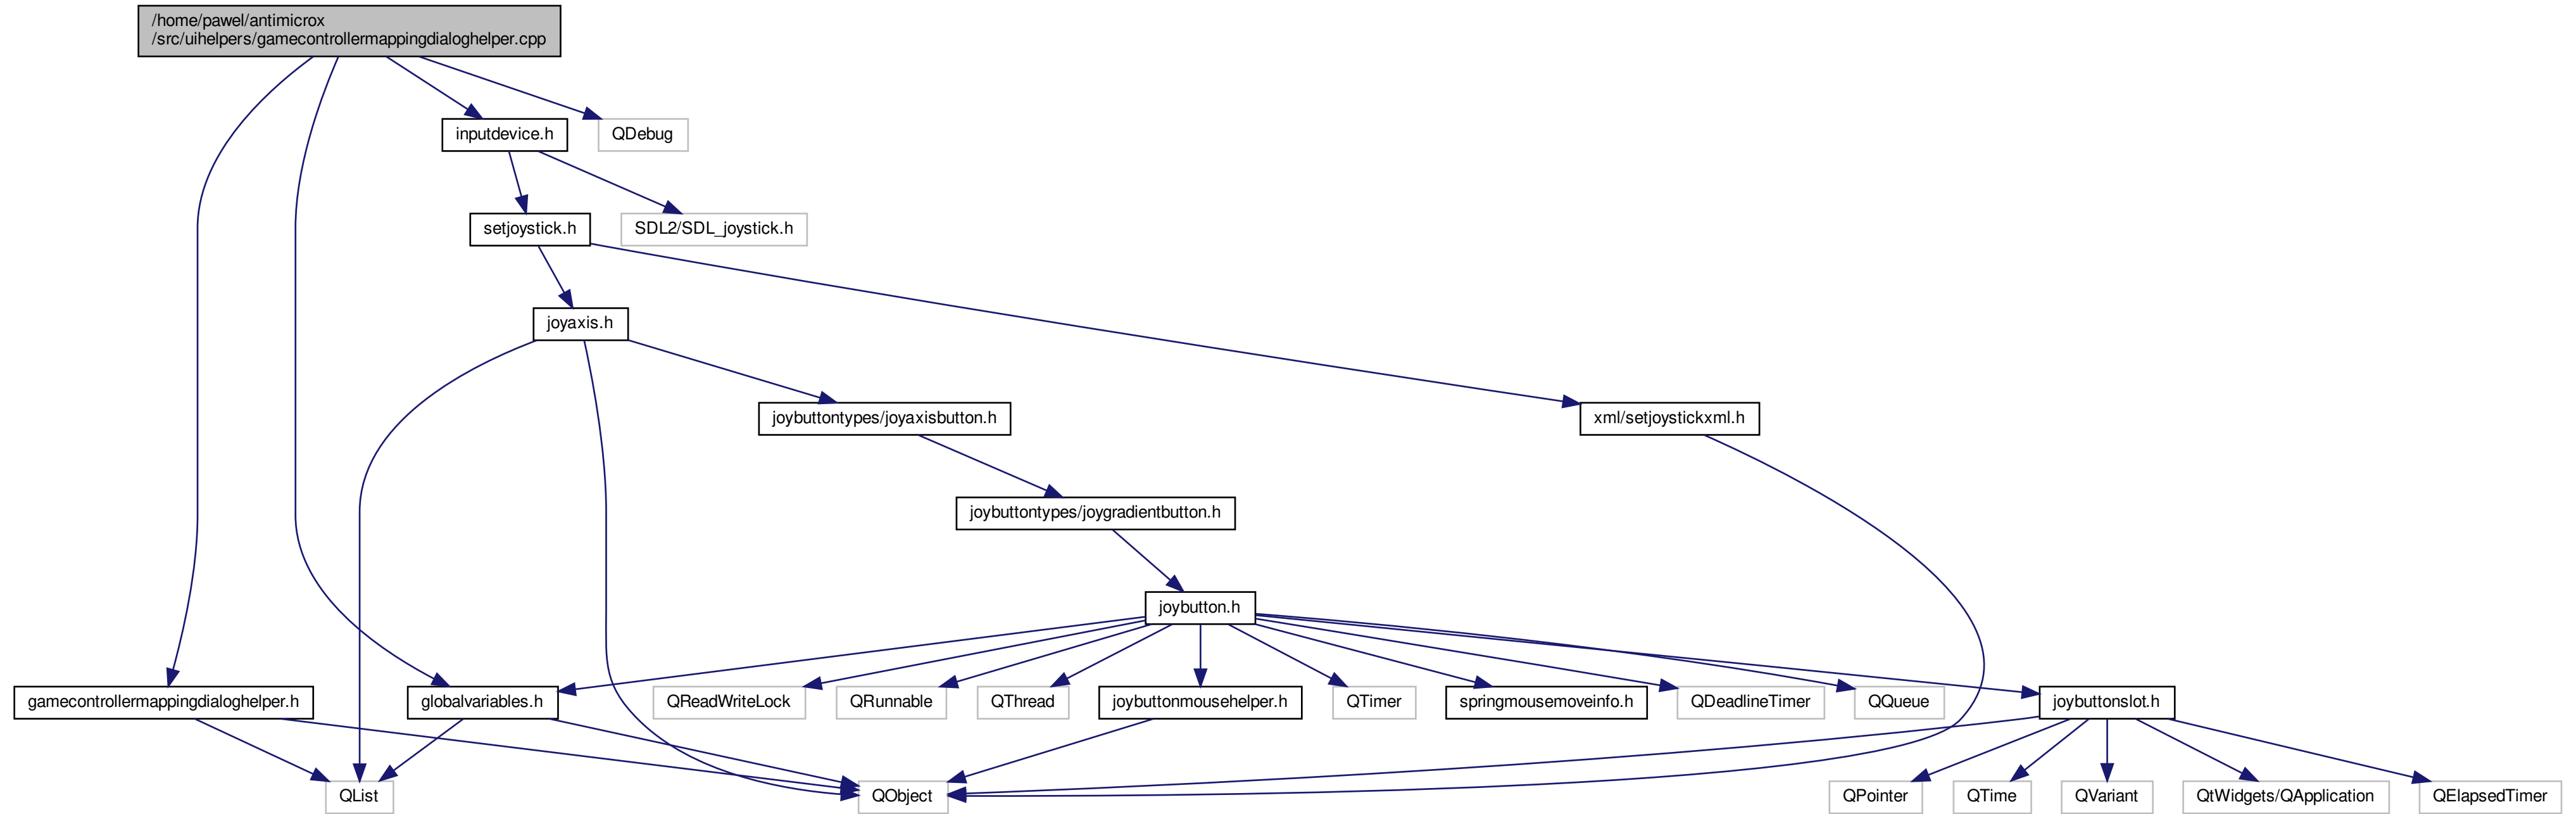 /home/pawel/antimicrox
/src/uihelpers/gamecontrollermappingdialoghelper.cpp
inputdevice.h
QDebug
setjoystick.h
SDL2/SDL_joystick.h
joyaxis.h
joybuttontypes/joyaxisbutton.h
xml/setjoystickxml.h
joybuttontypes/joygradientbutton.h
joybutton.h
gamecontrollermappingdialoghelper.h
globalvariables.h
QReadWriteLock
QRunnable
QThread
joybuttonmousehelper.h
QTimer
springmousemoveinfo.h
QDeadlineTimer
QQueue
joybuttonslot.h
QList
QObject
QPointer
QTime
QVariant
QtWidgets/QApplication
QElapsedTimer